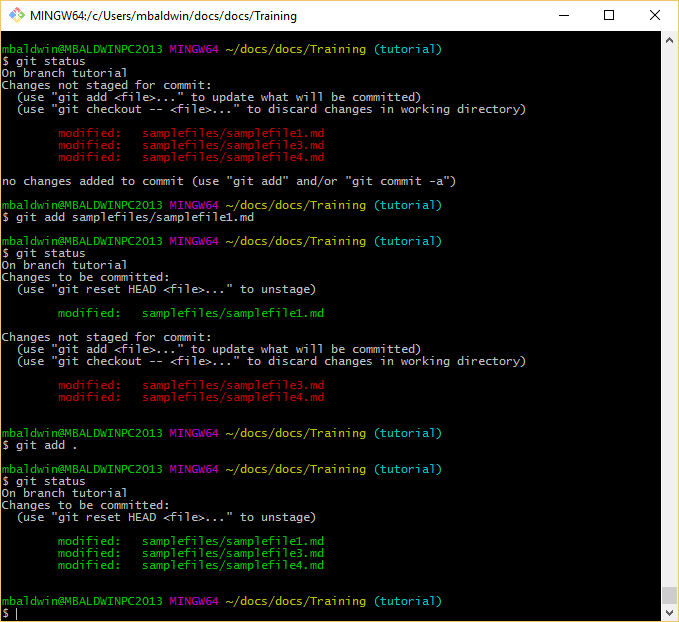 MINGW64:/c/Users/mbaldwin/docs/docs/Training
mbaldwin@MBALDWINPC2013 MINGW64 ~/docs/docs/Training (tutorial)
$ git status
On branch tutorial
Changes not staged for commit:
  (use "git add <file>..." to update what will be committed)
  (use "git checkout -- <file>..." to discard changes in working directory)
        modified:   samplefiles/samplefile1.md
        modified:   samplefiles/samplefile3.md
        modified:   samplefiles/samplefile4.md
no changes added to commit (use "git add" and/or "git commit -a")
mbaldwin@MBALDWINPC2013 MINGW64 ~/docs/docs/Training (tutorial)
$ git add samplefiles/samplefile1.md
mbaldwin@MBALDWINPC2013 MINGW64 ~/docs/docs/Training (tutorial)
$ git status
On branch tutorial
Changes to be committed:
  (use "git reset HEAD <file>..." to unstage)
        modified:   samplefiles/samplefile1.md
Changes not staged for commit:
  (use "git add <file>..." to update what will be committed)
  (use "git checkout -- <file>..." to discard changes in working directory)
        modified:   samplefiles/samplefile3.md
        modified:   samplefiles/samplefile4.md
mbaldwin@MBALDWINPC2013 MINGW64 ~/docs/docs/Training (tutorial)
$ git add .
mbaldwin@MBALDWINPC2013 MINGW64 ~/docs/docs/Training (tutorial)
$ git status
On branch tutorial
Changes to be committed:
  (use "git reset HEAD <file>..." to unstage)
        modified:   samplefiles/samplefile1.md
        modified:   samplefiles/samplefile3.md
        modified:   samplefiles/samplefile4.md
mbaldwin@MBALDWINPC2013 MINGW64 ~/docs/docs/Training (tutorial)
$